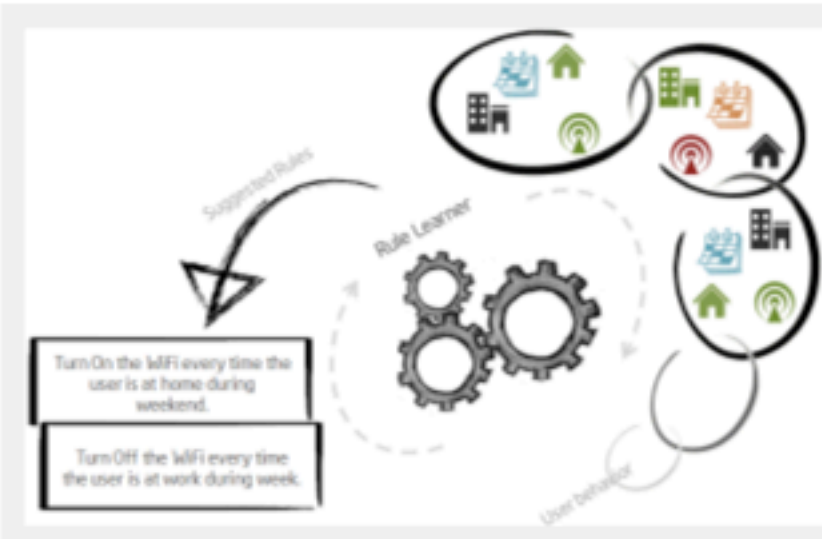 Suggested Rules
Rule Learner
Turn On the WiFi every time the
user is at home during
weekend.
Turn Off the WiFi every time
the user is at work during week.
User behavior